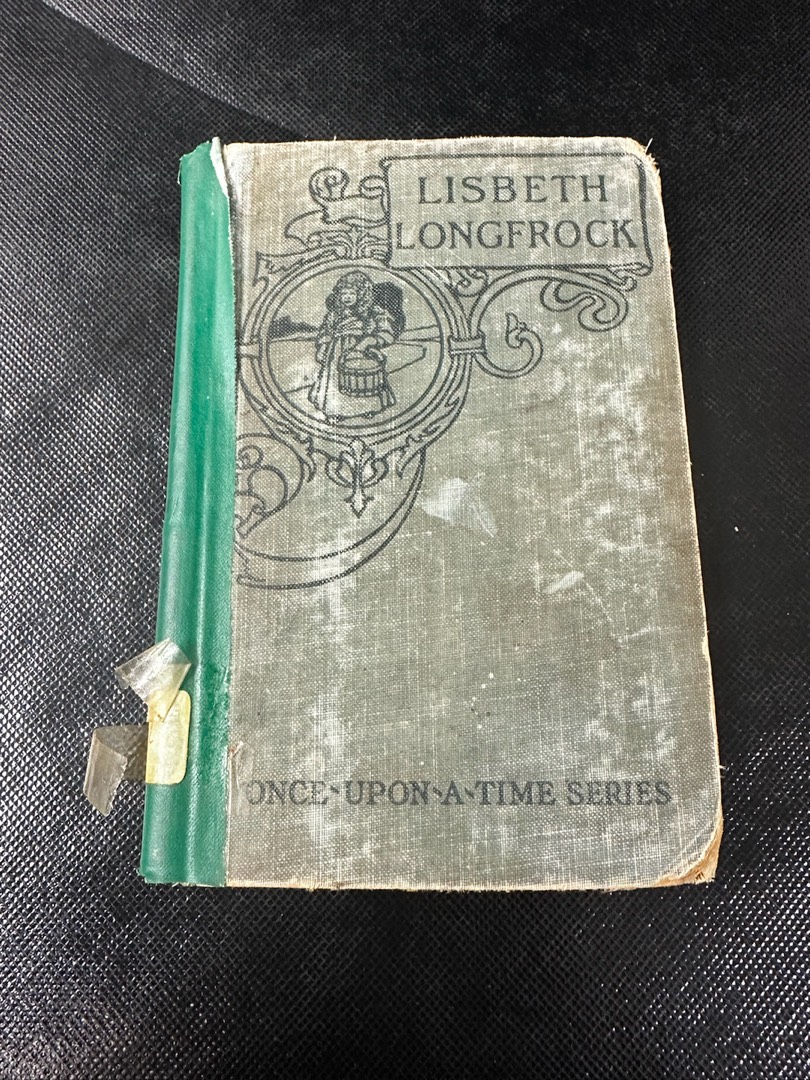 LISBETH
LONGFROCK
ONCE-UPON-A-TIME SERIES